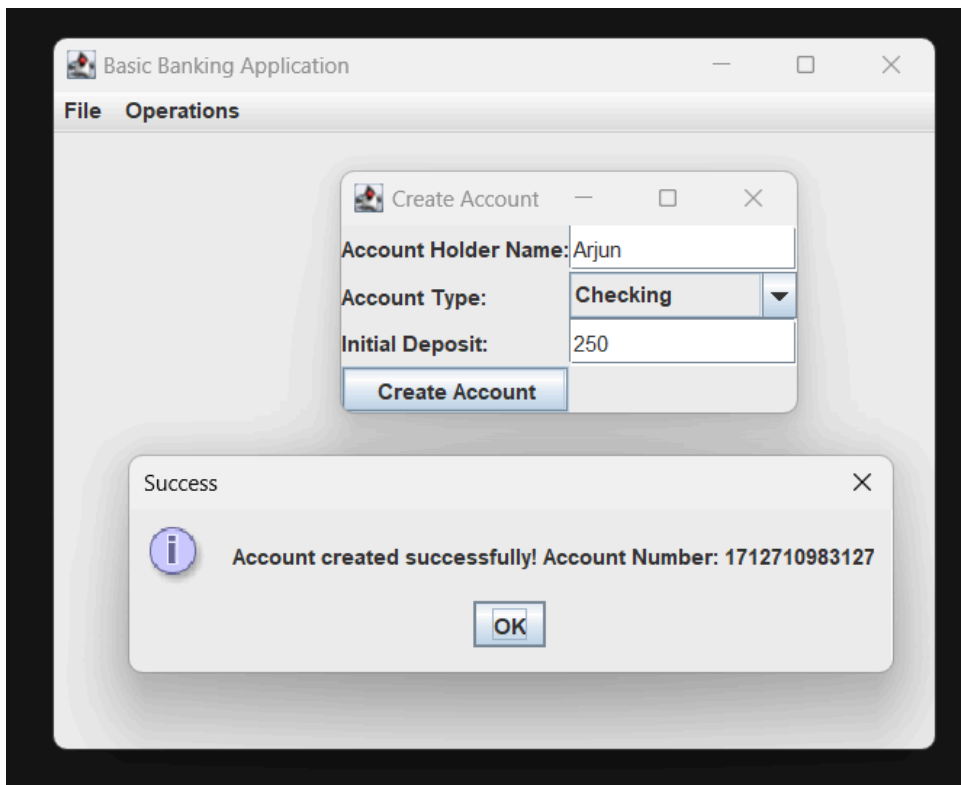 Basic Banking Application
File Operations
Create Account
Account Holder Name: Arjun
Account Type: Checking
Initial Deposit: 250
Create Account
Success
i
Account created successfully! Account Number: 1712710983127
OK